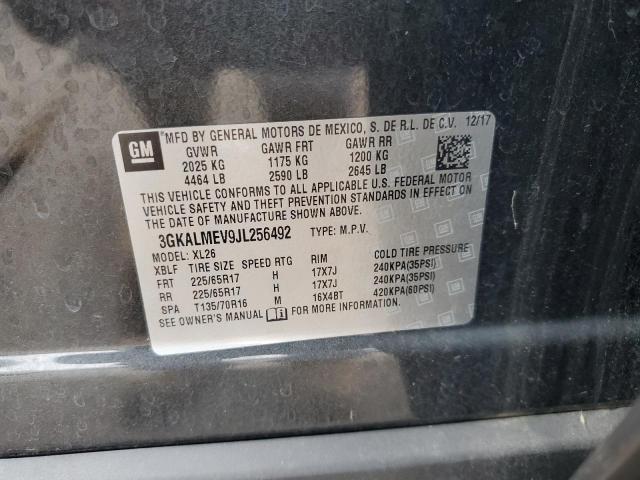 GM
*MFD BY GENERAL MOTORS DE MEXICO, S. DE R.L. DE C.V. 12/17
GVWR GAWR FRT GAWR RR
2025 KG 1175 KG 1200 KG
4464 LB 2590 LB 2645 LB
THIS VEHICLE CONFORMS TO ALL APPLICABLE U.S. FEDERAL MOTOR
VEHICLE SAFETY AND THEFT PREVENTION STANDARDS IN EFFECT ON
THE DATE OF MANUFACTURE SHOWN ABOVE.
3GKALMEV9JL256492 TYPE: M.P.V.
MODEL: XL26
XBLF TIRE SIZE SPEED RTG RIM COLD TIRE PRESSURE
FRT 225/65R17 H 17X7J 240KPA(35PSI)
RR 225/65R17 H 17X7J 240KPA(35PSI)
SPA T135/70R16 M 16X4BT 420KPA(60PSI)
SEE OWNER'S MANUAL FOR MORE INFORMATION.